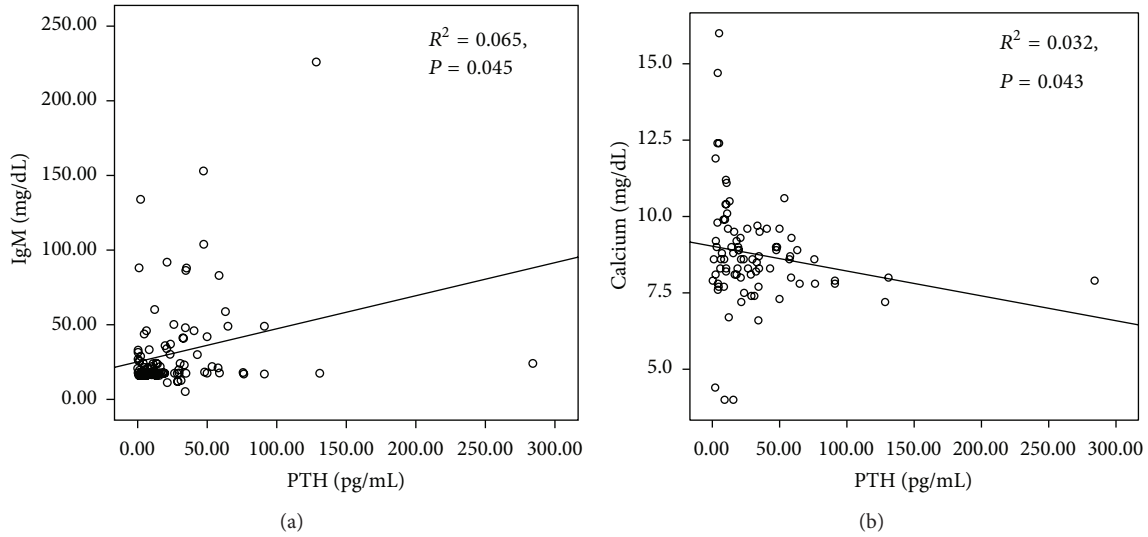 250.00
200.00
150.00
100.00
50.00
0.00
IgM (mg/dL)
R² = 0.065,
P = 0.045
0.00 50.00 100.00 150.00 200.00 250.00 300.00
PTH (pg/mL)
(a)
15.0
12.5
10.0
7.5
5.0
Calcium (mg/dL)
R² = 0.032,
P = 0.043
0.00 50.00 100.00 150.00 200.00 250.00 300.00
PTH (pg/mL)
(b)